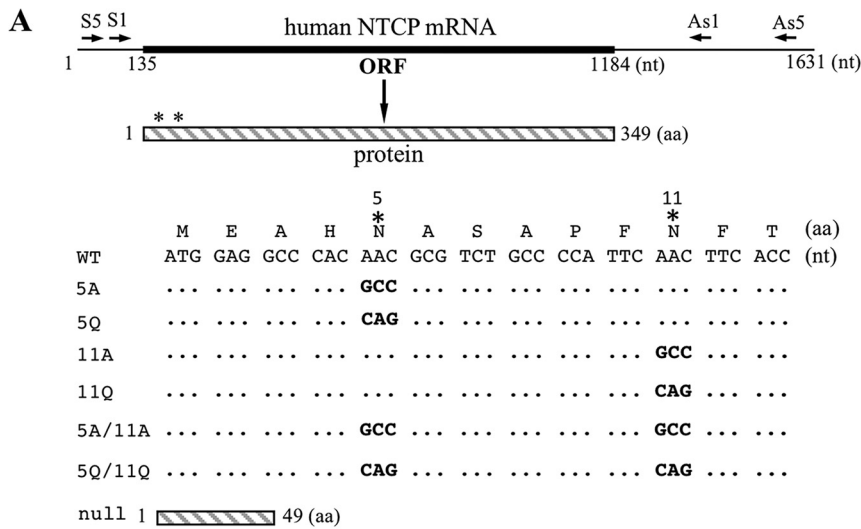 A
S5 S1 human NTCP mRNA As1 As5
1 135 ORF 1184 (nt) 1631 (nt)
* *
1 349 (aa)
protein
5 11
* *
M E A H N A S A P F N F T (aa)
WT ATG GAG GCC CAC AAC GCG TCT GCC CCA TTC AAC TTC ACC (nt)
5A ... ... ... ... GCC ... ... ... ... ... ... ... ...
5Q ... ... ... ... CAG ... ... ... ... ... ... ... ...
11A ... ... ... ... ... ... ... ... ... ... GCC ... ...
11Q ... ... ... ... ... ... ... ... ... ... CAG ... ...
5A/11A ... ... ... ... GCC ... ... ... ... ... GCC ... ...
5Q/11Q ... ... ... ... CAG ... ... ... ... ... CAG ... ...
null 1 49 (aa)